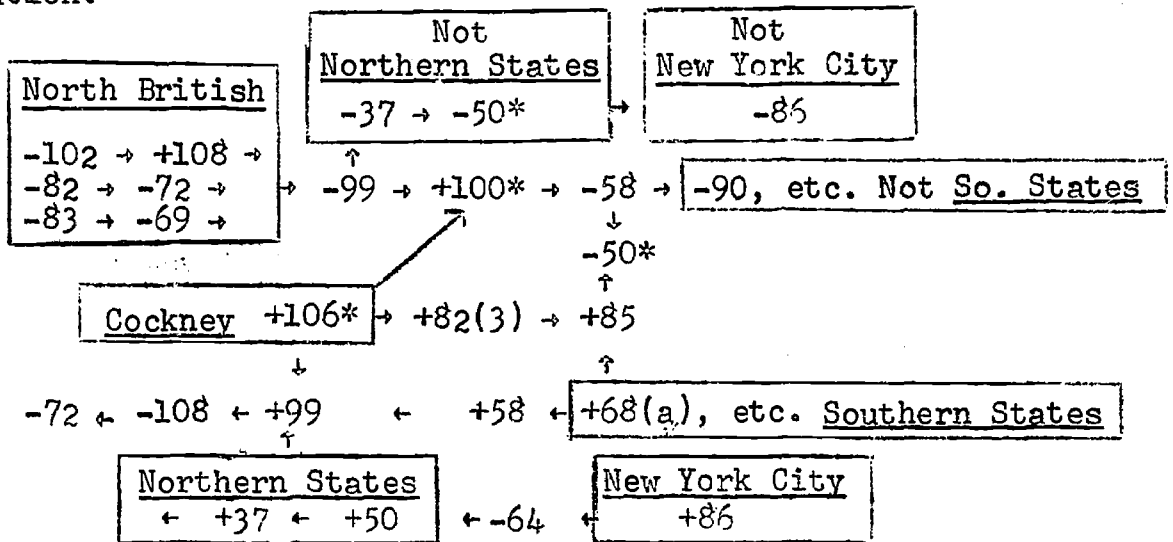 Not Not
Northern States New York City
North British
-37 → -50* → -86
-102 → +108 →
↑
-82 → -72 → → -99 → +100* → -58 → -90, etc. Not So. States
-83 → -69 → ↓
-50*
↑
Cockney +106* → +82(3) → +85
↓ ↑
-72 ← -108 ← +99 ← +58 ← +68(a), etc. Southern States
↑
Northern States New York City
← +37 ← +50 ← -64 ← +86